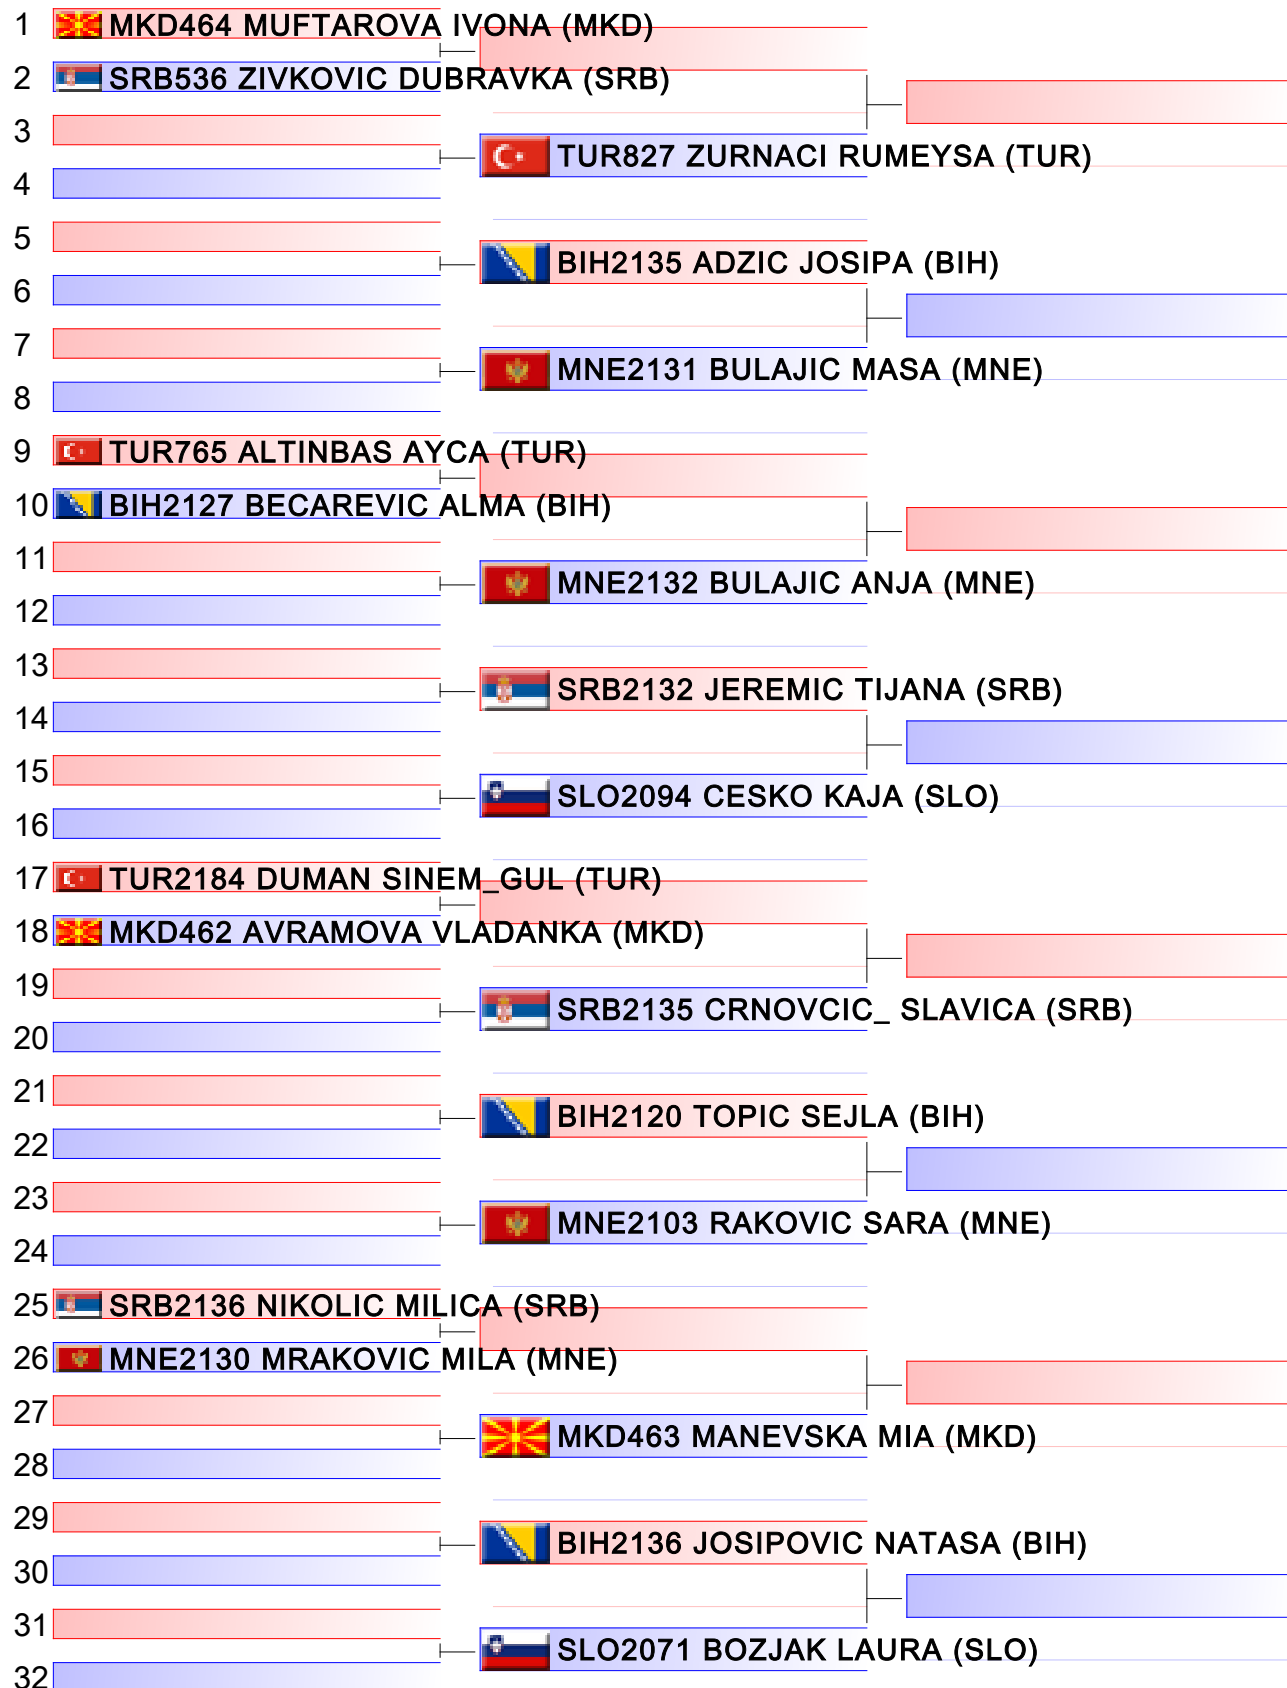 1 MKD464 MUFTAROVA IVONA (MKD)
2 SRB536 ZIVKOVIC DUBRAVKA (SRB)
3
TUR827 ZURNACI RUMEYSA (TUR)
4
5
BIH2135 ADZIC JOSIPA (BIH)
6
7
MNE2131 BULAJIC MASA (MNE)
8
9 TUR765 ALTINBAS AYCA (TUR)
10 BIH2127 BECAREVIC ALMA (BIH)
11
MNE2132 BULAJIC ANJA (MNE)
12
13
SRB2132 JEREMIC TIJANA (SRB)
14
15
SLO2094 CESKO KAJA (SLO)
16
17 TUR2184 DUMAN SINEM_GUL (TUR)
18 MKD462 AVRAMOVA VLADANKA (MKD)
19
SRB2135 CRNOVCIC_ SLAVICA (SRB)
20
21
BIH2120 TOPIC SEJLA (BIH)
22
23
MNE2103 RAKOVIC SARA (MNE)
24
25 SRB2136 NIKOLIC MILICA (SRB)
26 MNE2130 MRAKOVIC MILA (MNE)
27
MKD463 MANEVSKA MIA (MKD)
28
29
BIH2136 JOSIPOVIC NATASA (BIH)
30
31
SLO2071 BOZJAK LAURA (SLO)
32